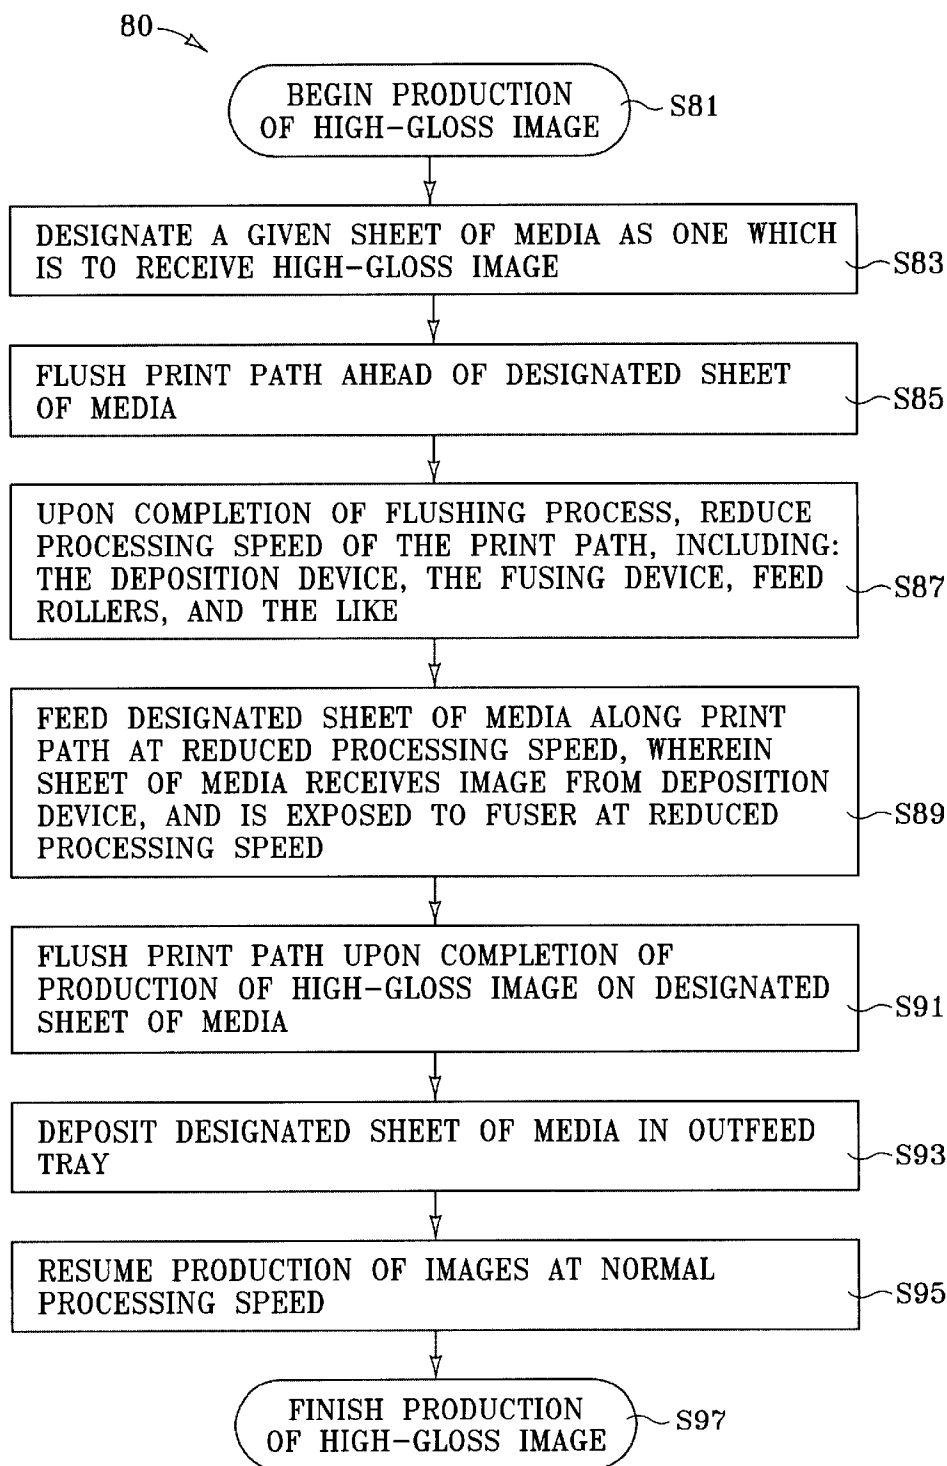 80
BEGIN PRODUCTION
OF HIGH-GLOSS IMAGE
S81
DESIGNATE A GIVEN SHEET OF MEDIA AS ONE WHICH
IS TO RECEIVE HIGH-GLOSS IMAGE
S83
FLUSH PRINT PATH AHEAD OF DESIGNATED SHEET
OF MEDIA
S85
UPON COMPLETION OF FLUSHING PROCESS, REDUCE
PROCESSING SPEED OF THE PRINT PATH, INCLUDING:
THE DEPOSITION DEVICE, THE FUSING DEVICE, FEED
ROLLERS, AND THE LIKE
S87
FEED DESIGNATED SHEET OF MEDIA ALONG PRINT
PATH AT REDUCED PROCESSING SPEED, WHEREIN
SHEET OF MEDIA RECEIVES IMAGE FROM DEPOSITION
DEVICE, AND IS EXPOSED TO FUSER AT REDUCED
PROCESSING SPEED
S89
FLUSH PRINT PATH UPON COMPLETION OF
PRODUCTION OF HIGH-GLOSS IMAGE ON DESIGNATED
SHEET OF MEDIA
S91
DEPOSIT DESIGNATED SHEET OF MEDIA IN OUTFEED
TRAY
S93
RESUME PRODUCTION OF IMAGES AT NORMAL
PROCESSING SPEED
S95
FINISH PRODUCTION
OF HIGH-GLOSS IMAGE
S97